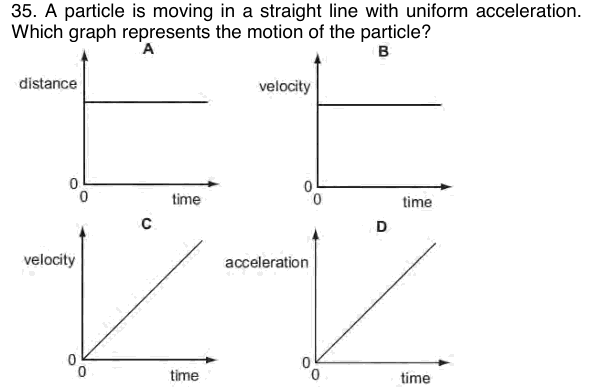 35. A particle is moving in a straight line with uniform acceleration.
Which graph represents the motion of the particle?
A
distance
0
0
time
B
velocity
0
0
time
C
velocity
0
0
time
D
acceleration
0
0
time